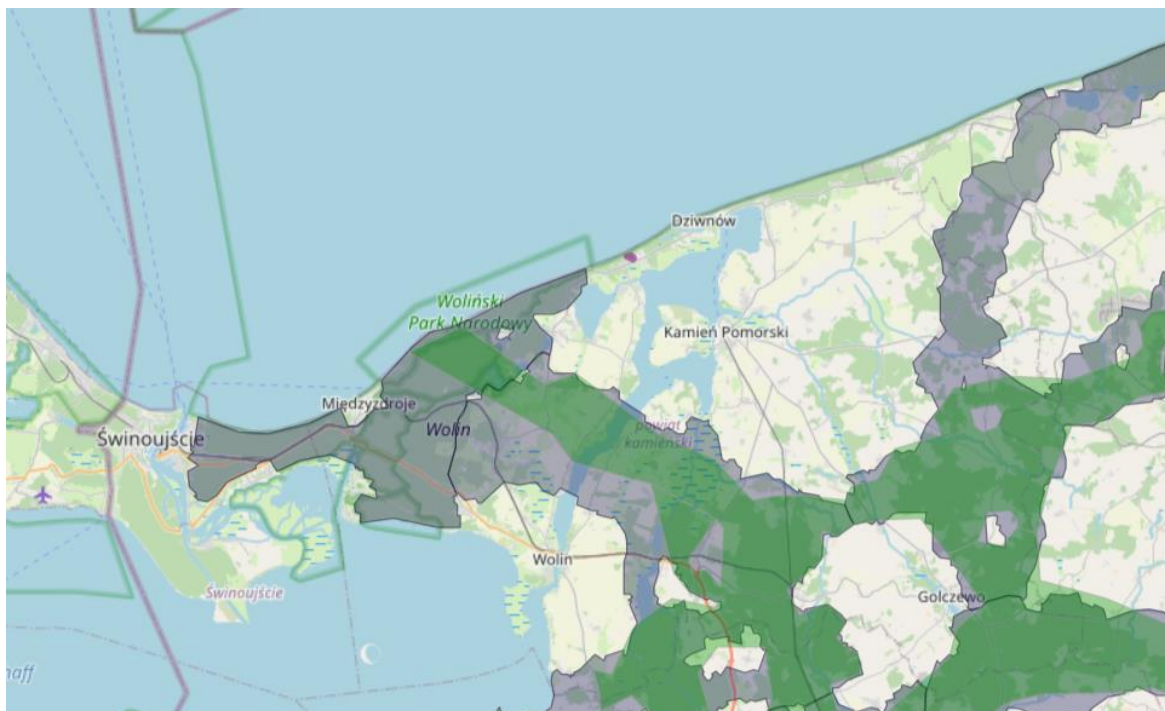 Dziwnów
Woliński
Park Narodowy
Kamień Pomorski
Międzyzdroje
Świnoujście
Wolin
powiat
kamieński
Wolin
Świnoujście
Golczewo
haff